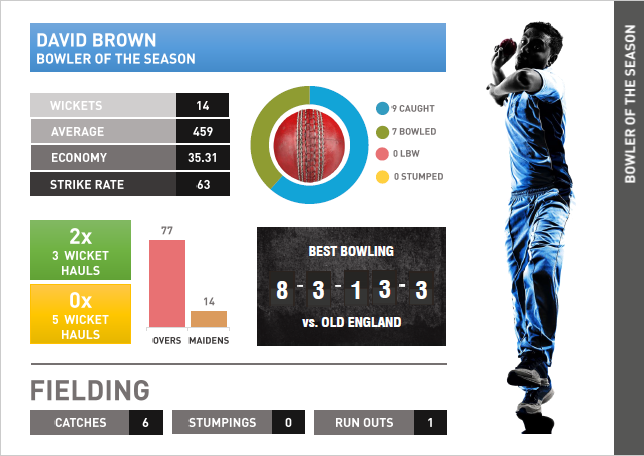 DAVID BROWN
BOWLER OF THE SEASON
WICKETS 14
AVERAGE 459
ECONOMY 35.31
STRIKE RATE 63
9 CAUGHT
7 BOWLED
0 LBW
0 STUMPED
2x
3 WICKET
HAULS
0x
5 WICKET
HAULS
77
14
OVERS MAIDENS
BEST BOWLING
8 - 3 - 1 3 - 3
vs. OLD ENGLAND
FIELDING
CATCHES 6
STUMPINGS 0
RUN OUTS 1
BOWLER OF THE SEASON